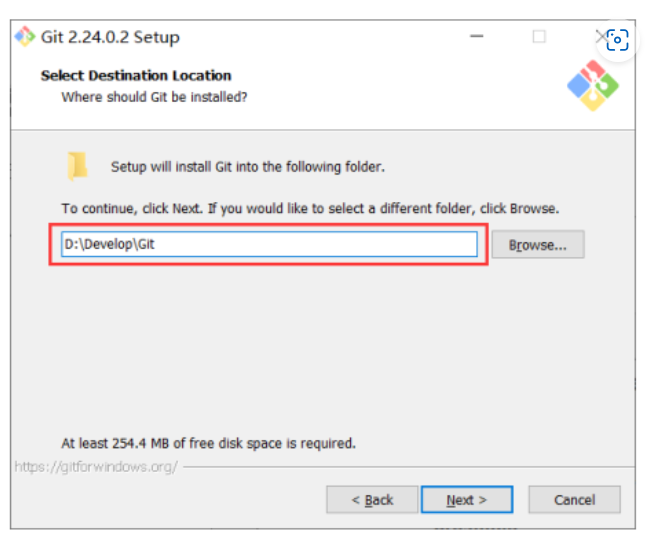 Git 2.24.0.2 Setup
Select Destination Location
Where should Git be installed?
Setup will install Git into the following folder.
To continue, click Next. If you would like to select a different folder, click Browse.
D:\Develop\Git
Browse...
At least 254.4 MB of free disk space is required.
https://gitforwindows.org/
< Back
Next >
Cancel